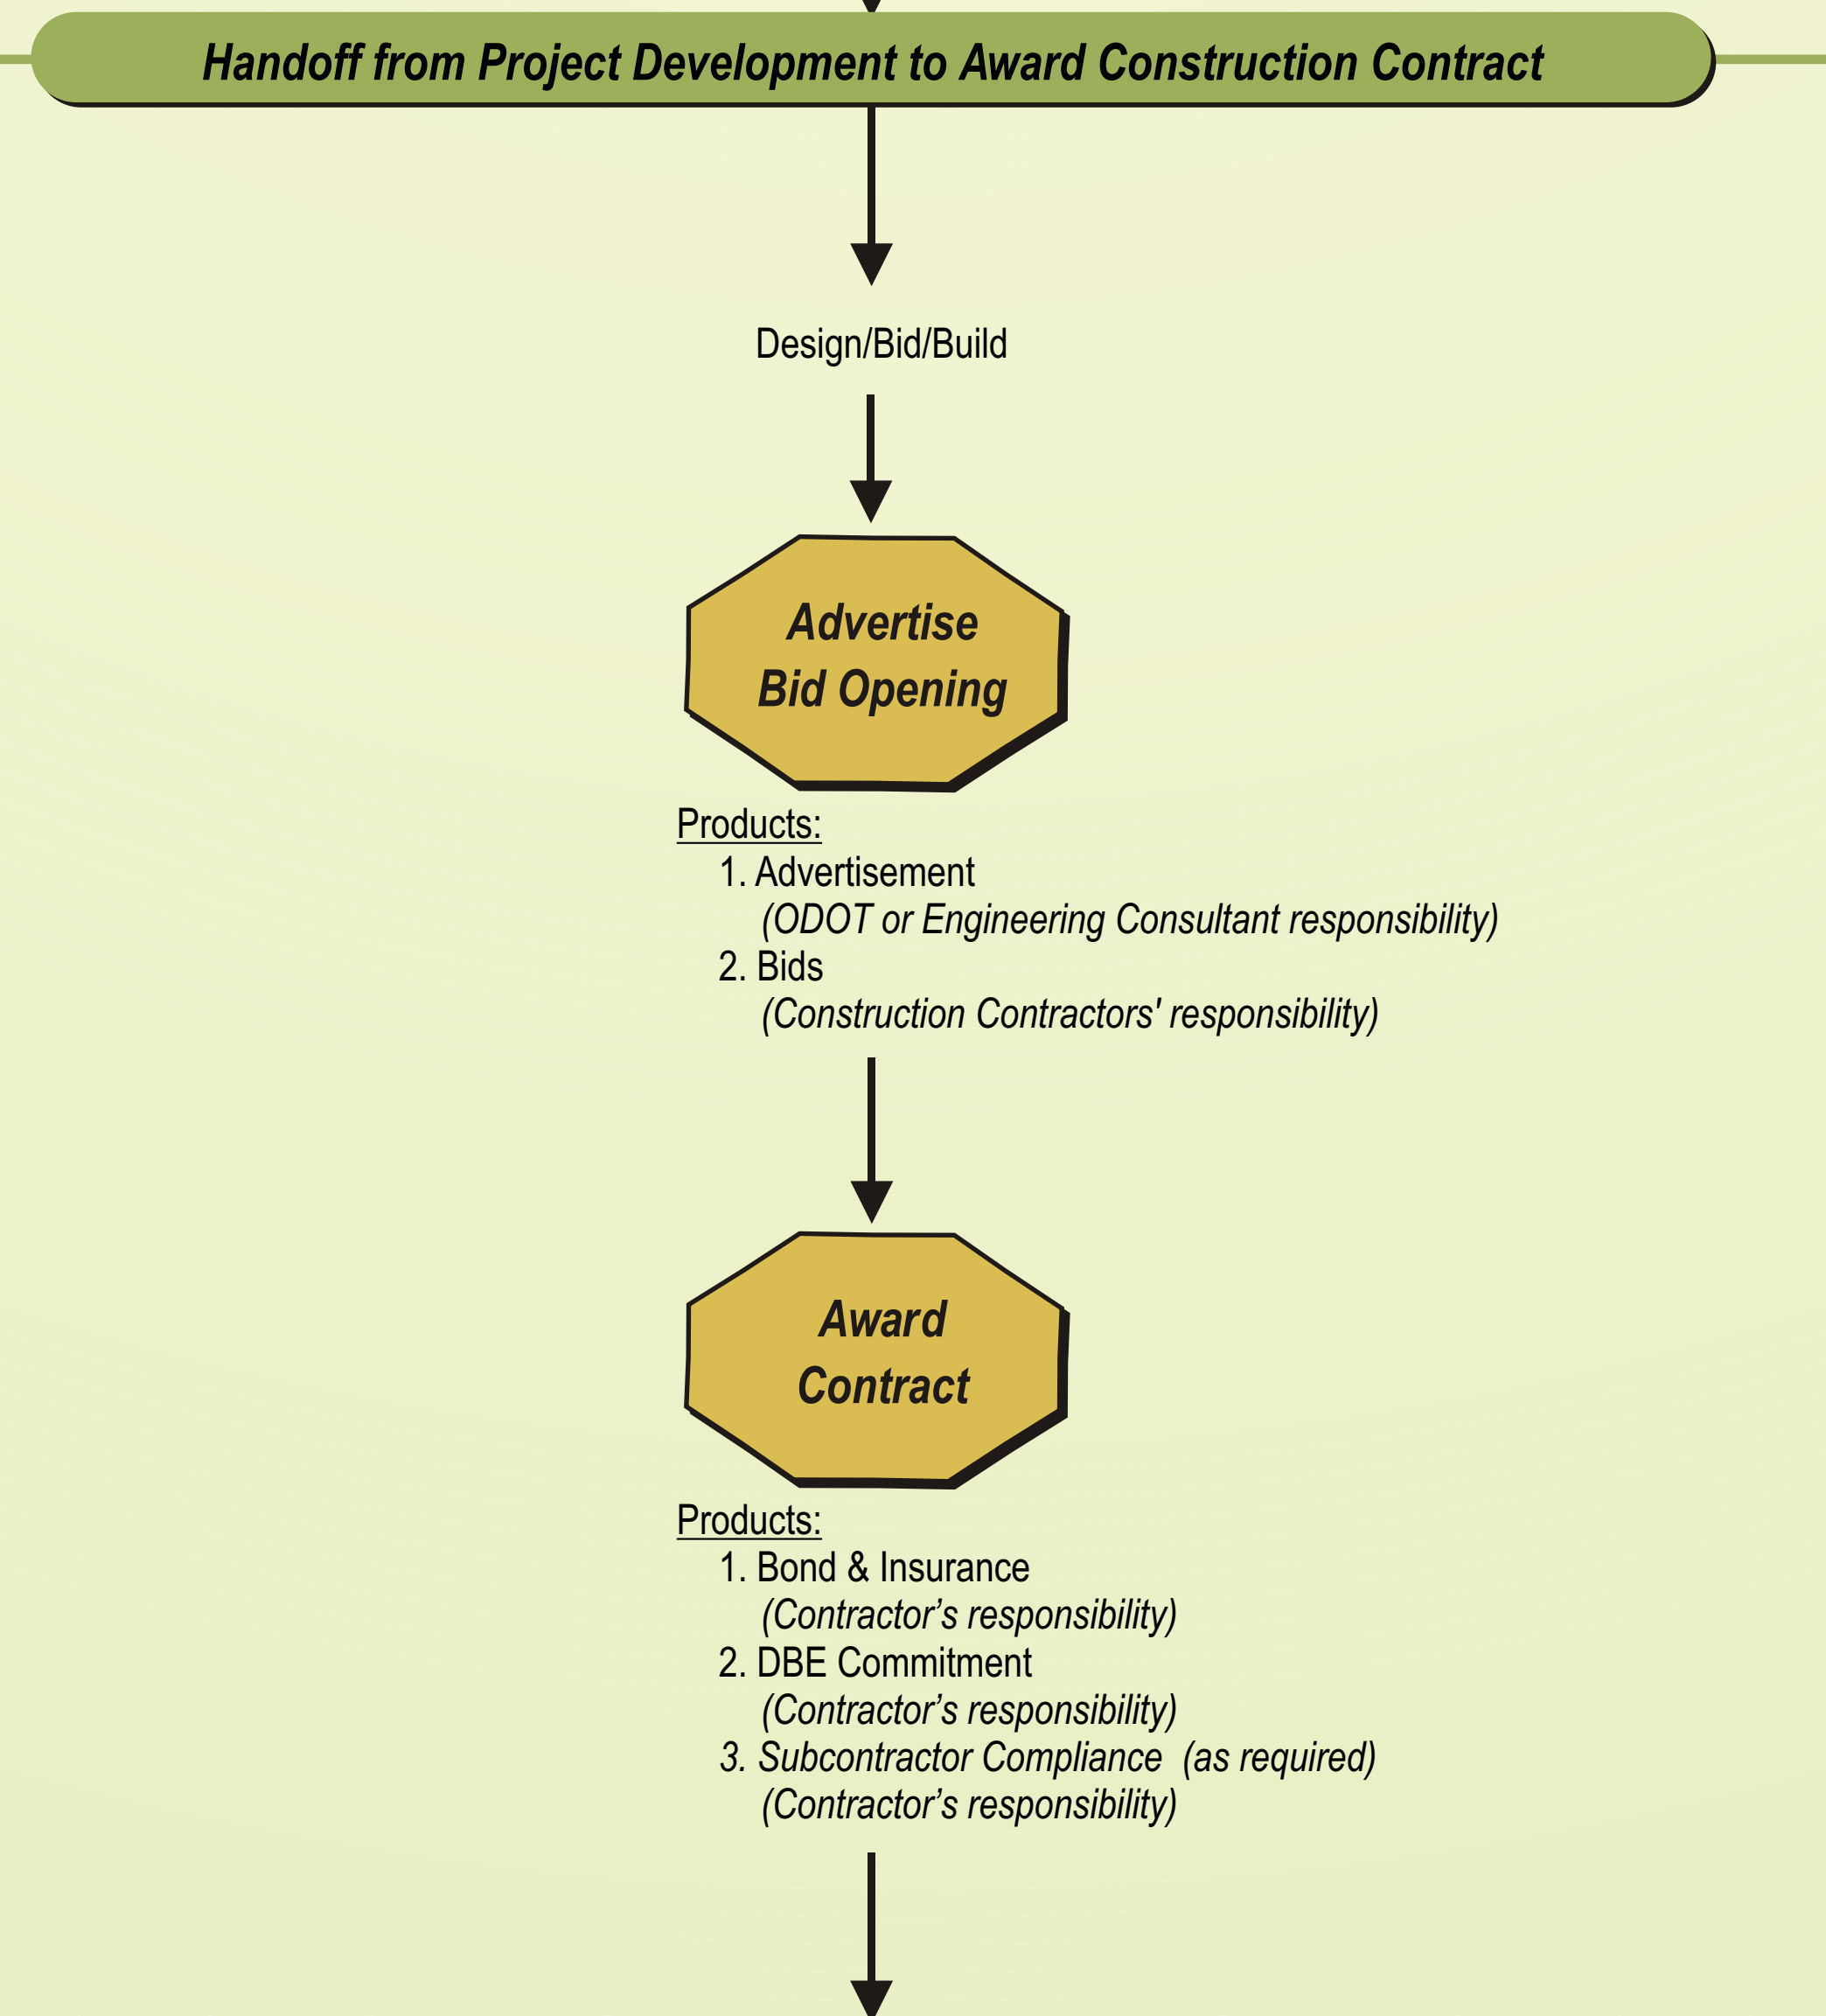 Handoff from Project Development to Award Construction Contract
Design/Bid/Build
Advertise
Bid Opening
Products:
1. Advertisement
(ODOT or Engineering Consultant responsibility)
2. Bids
(Construction Contractors' responsibility)
Award
Contract
Products:
1. Bond & Insurance
(Contractor’s responsibility)
2. DBE Commitment
(Contractor’s responsibility)
3. Subcontractor Compliance (as required)
(Contractor’s responsibility)